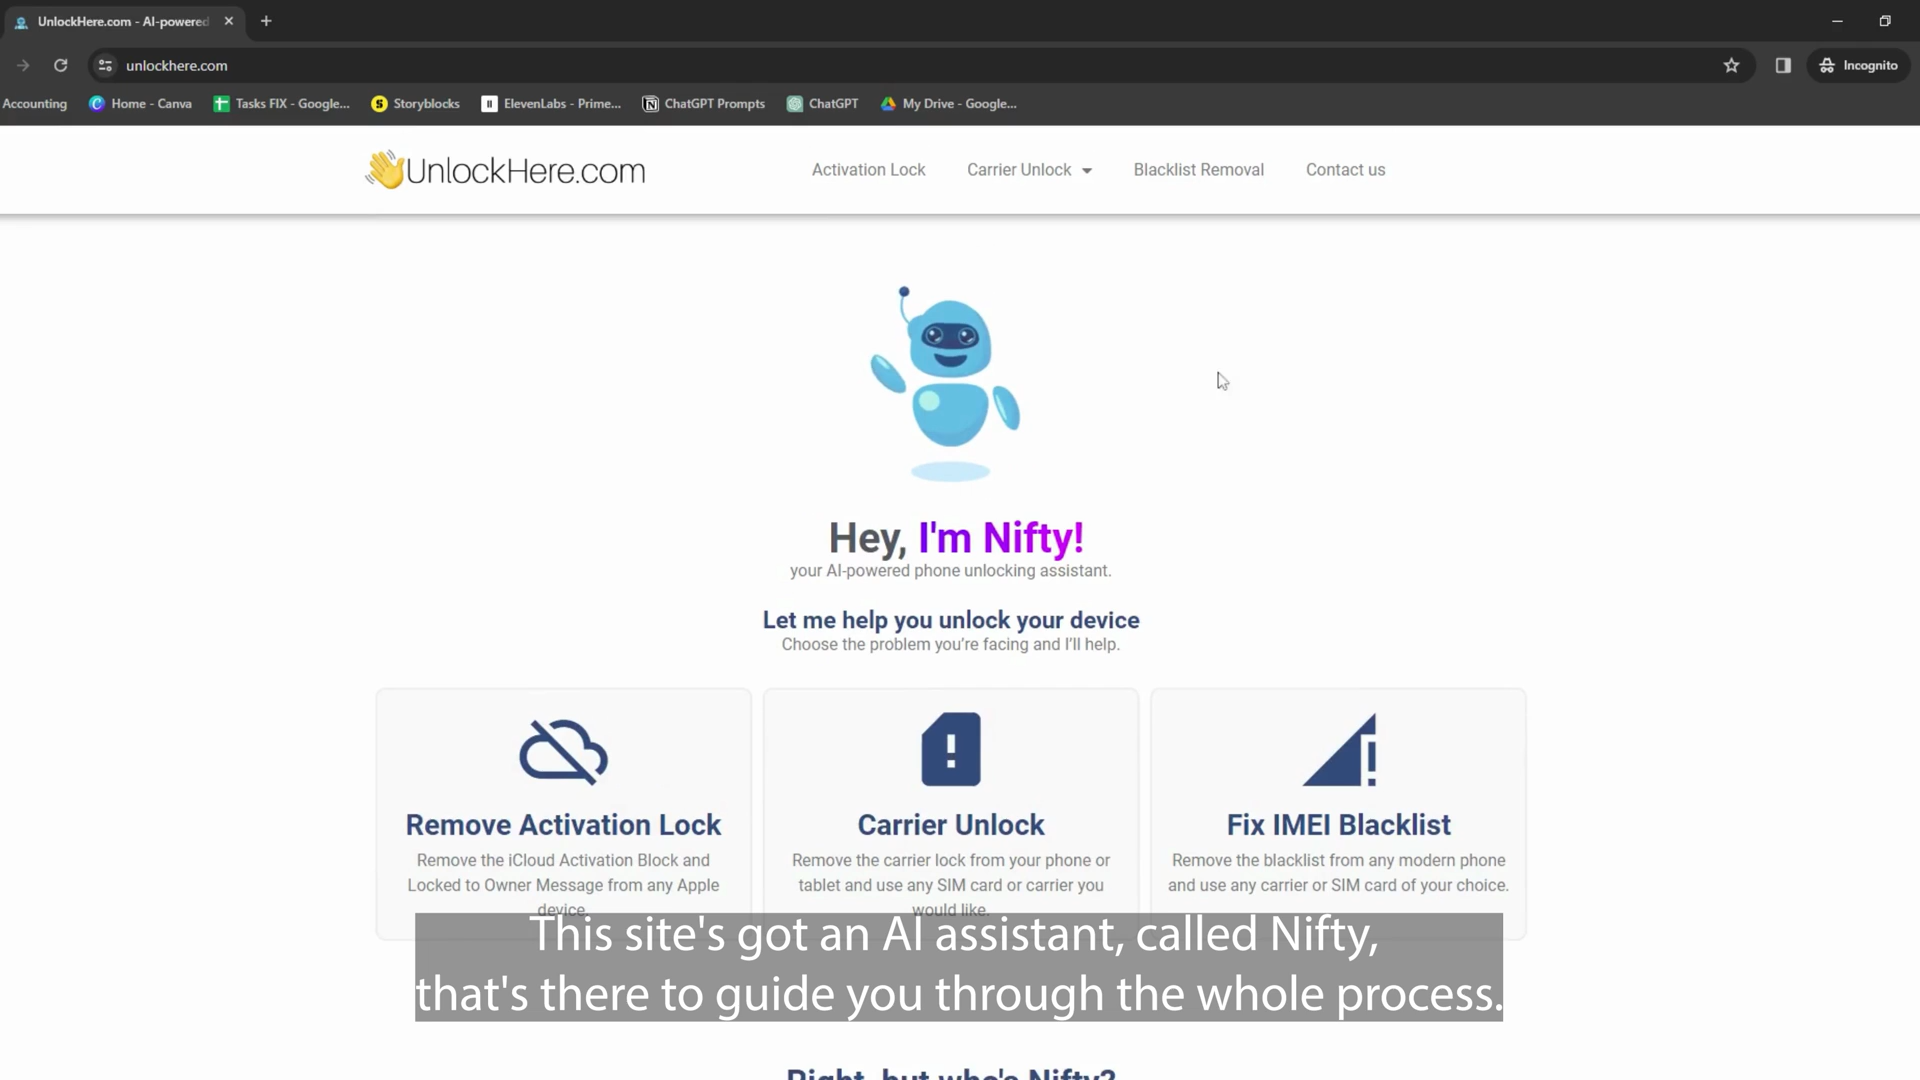 UnlockHere.com - AI-powered
unlockhere.com
Incognito
Accounting
Home - Canva
Tasks FIX - Google...
Storyblocks
ElevenLabs - Prime...
ChatGPT Prompts
ChatGPT
My Drive - Google...
UnlockHere.com
Activation Lock
Carrier Unlock
Blacklist Removal
Contact us
Hey, I'm Nifty!
your AI-powered phone unlocking assistant.
Let me help you unlock your device
Choose the problem you're facing and I'll help.
Remove Activation Lock
Remove the iCloud Activation Block and
Locked to Owner Message from any Apple
device.
Carrier Unlock
Remove the carrier lock from your phone or
tablet and use any SIM card or carrier you
would like.
Fix IMEI Blacklist
Remove the blacklist from any modern phone
and use any carrier or SIM card of your choice.
This site's got an AI assistant, called Nifty,
that's there to guide you through the whole process.
Right, but who's Nifty?